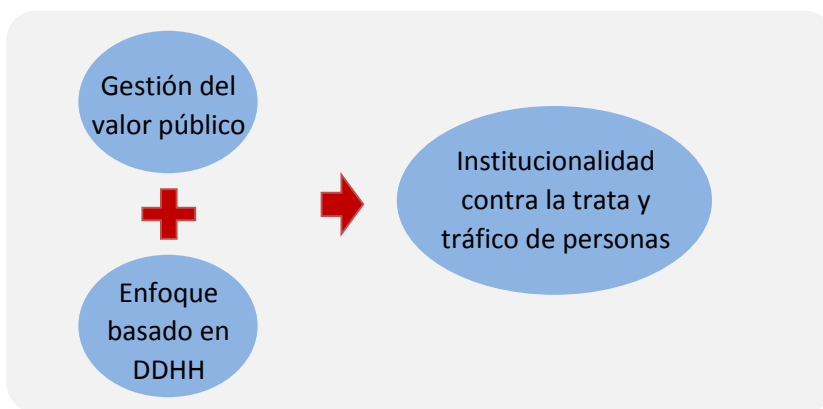 Gestión del
valor público
Enfoque
basado en
DDHH
Institucionalidad
contra la trata y
tráfico de personas